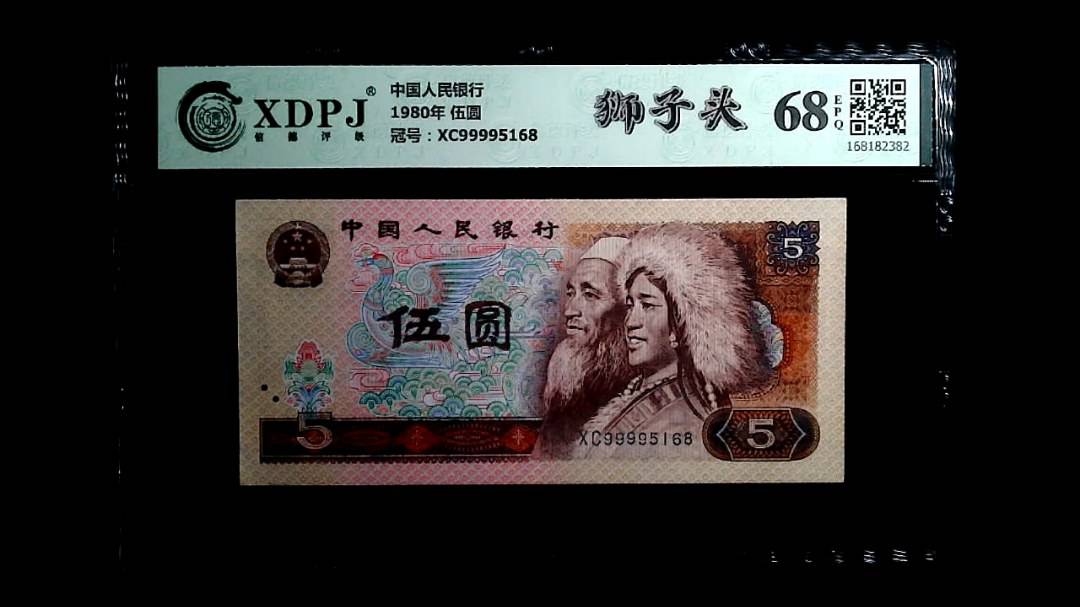 XDPJ®
信德评级
中国人民银行
1980年 伍圆
冠号：XC99995168
狮子头
68
EPQ
168182382
中国人民银行
5
伍圆
5
XC99995168
5